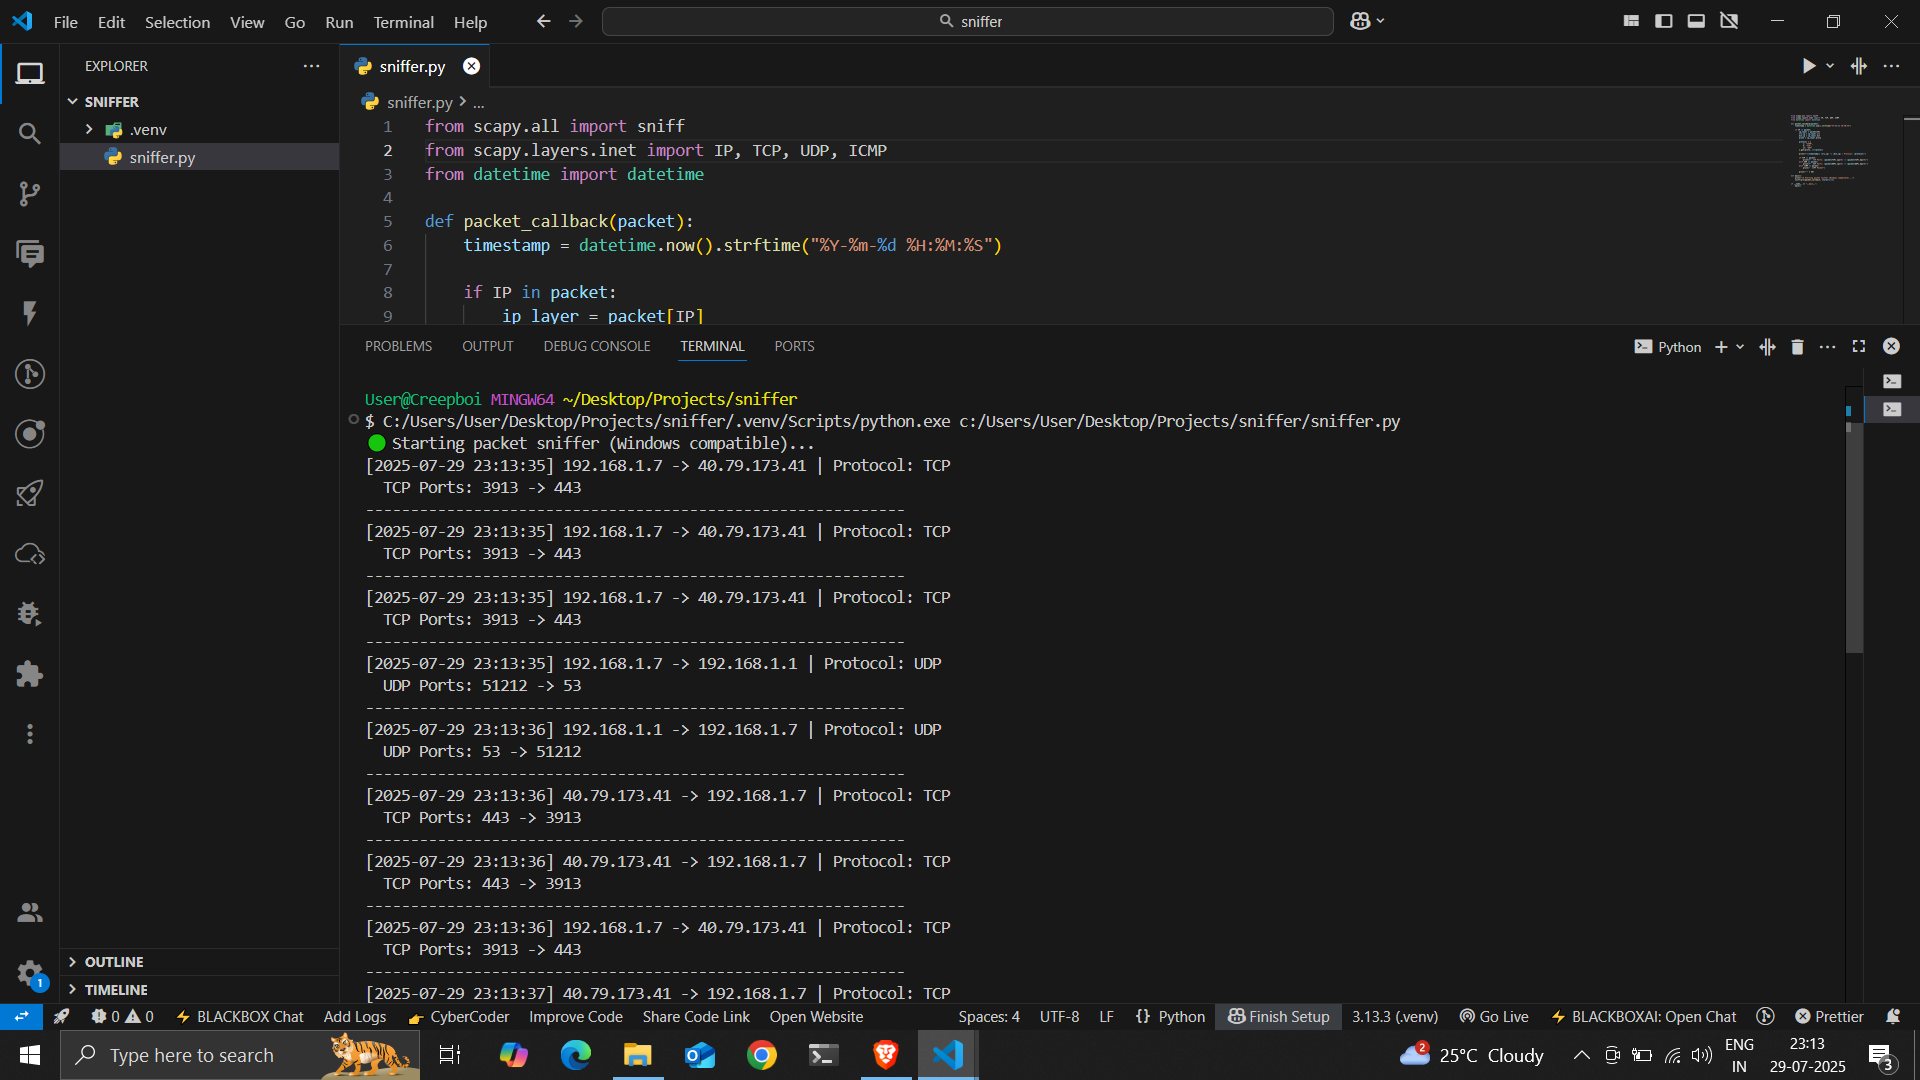 File Edit Selection View Go Run Terminal Help
sniffer
EXPLORER
SNIFFER
.venv
sniffer.py
sniffer.py
sniffer.py > ...
1 from scapy.all import sniff
2 from scapy.layers.inet import IP, TCP, UDP, ICMP
3 from datetime import datetime
4
5 def packet_callback(packet):
6 timestamp = datetime.now().strftime("%Y-%m-%d %H:%M:%S")
7
8 if IP in packet:
9 ip_layer = packet[IP]
PROBLEMS OUTPUT DEBUG CONSOLE TERMINAL PORTS
Python
User@Creepboi MINGW64 ~/Desktop/Projects/sniffer
$ C:/Users/User/Desktop/Projects/sniffer/.venv/Scripts/python.exe c:/Users/User/Desktop/Projects/sniffer/sniffer.py
Starting packet sniffer (Windows compatible)...
[2025-07-29 23:13:35] 192.168.1.7 -> 40.79.173.41 | Protocol: TCP
TCP Ports: 3913 -> 443
------------------------------------------------------------
[2025-07-29 23:13:35] 192.168.1.7 -> 40.79.173.41 | Protocol: TCP
TCP Ports: 3913 -> 443
------------------------------------------------------------
[2025-07-29 23:13:35] 192.168.1.7 -> 40.79.173.41 | Protocol: TCP
TCP Ports: 3913 -> 443
------------------------------------------------------------
[2025-07-29 23:13:35] 192.168.1.7 -> 192.168.1.1 | Protocol: UDP
UDP Ports: 51212 -> 53
------------------------------------------------------------
[2025-07-29 23:13:36] 192.168.1.1 -> 192.168.1.7 | Protocol: UDP
UDP Ports: 53 -> 51212
------------------------------------------------------------
[2025-07-29 23:13:36] 40.79.173.41 -> 192.168.1.7 | Protocol: TCP
TCP Ports: 443 -> 3913
------------------------------------------------------------
[2025-07-29 23:13:36] 40.79.173.41 -> 192.168.1.7 | Protocol: TCP
TCP Ports: 443 -> 3913
------------------------------------------------------------
[2025-07-29 23:13:36] 192.168.1.7 -> 40.79.173.41 | Protocol: TCP
TCP Ports: 3913 -> 443
------------------------------------------------------------
[2025-07-29 23:13:37] 40.79.173.41 -> 192.168.1.7 | Protocol: TCP
OUTLINE
TIMELINE
1
0 0 BLACKBOX Chat Add Logs CyberCoder Improve Code Share Code Link Open Website Spaces: 4 UTF-8 LF {} Python Finish Setup 3.13.3 (.venv) Go Live BLACKBOXAI: Open Chat Prettier
Type here to search
2 25°C Cloudy
ENG
IN
23:13
29-07-2025
3